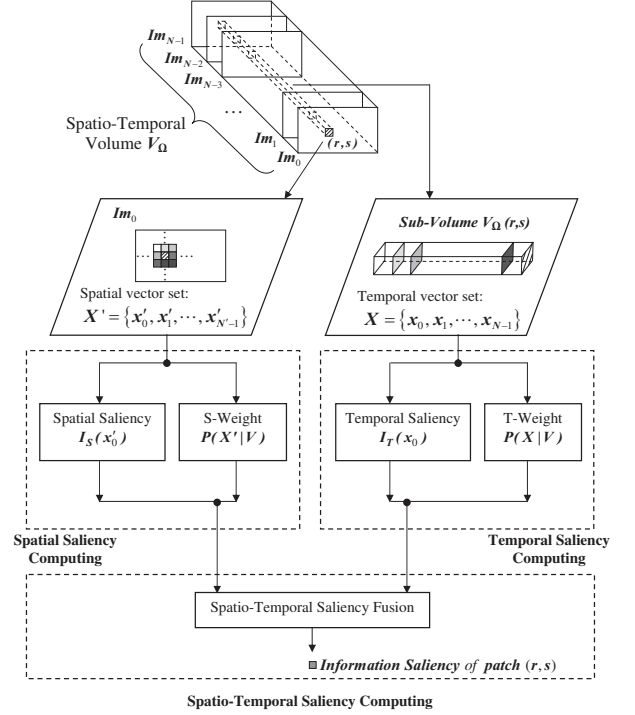 Im_{N-1}
Im_{N-2}
Im_{N-3}
...
Spatio-Temporal
Volume V_Ω
Im_1
Im_0
(r,s)
Im_0
Spatial vector set:
X' = {x'_0, x'_1, ..., x'_{N'-1}}
Sub-Volume V_Ω(r,s)
Temporal vector set:
X = {x_0, x_1, ..., x_{N-1}}
Spatial Saliency
I_S(x'_0)
S-Weight
P(X'|V)
Temporal Saliency
I_T(x_0)
T-Weight
P(X|V)
Spatial Saliency
Computing
Temporal Saliency
Computing
Spatio-Temporal Saliency Fusion
Information Saliency of patch (r,s)
Spatio-Temporal Saliency Computing